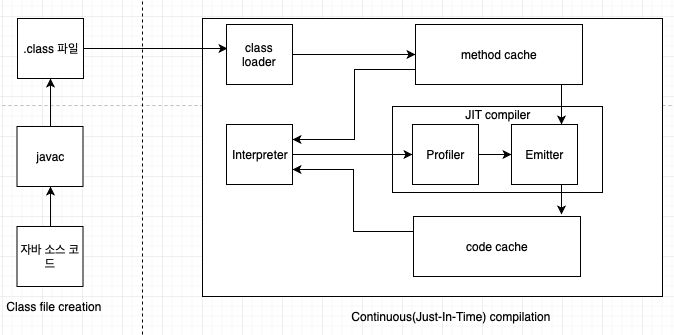 .class 파일
class
loader
method cache
JIT compiler
javac
Interpreter
Profiler
Emitter
자바 소스 코
드
code cache
Class file creation
Continuous(Just-In-Time) compilation